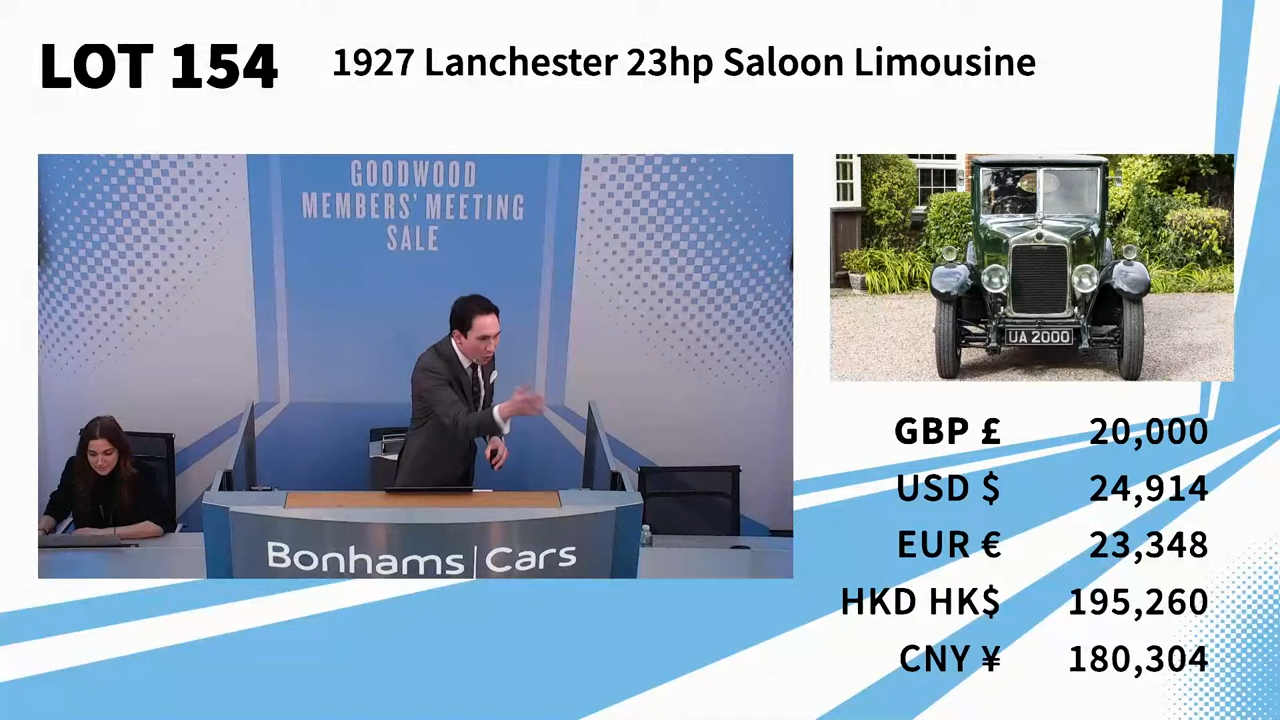 LOT 154
1927 Lanchester 23hp Saloon Limousine
GOODWOOD
MEMBERS' MEETING
SALE
Bonhams|Cars
UA 2000
GBP £ 20,000
USD $ 24,914
EUR € 23,348
HKD HK$ 195,260
CNY ¥ 180,304